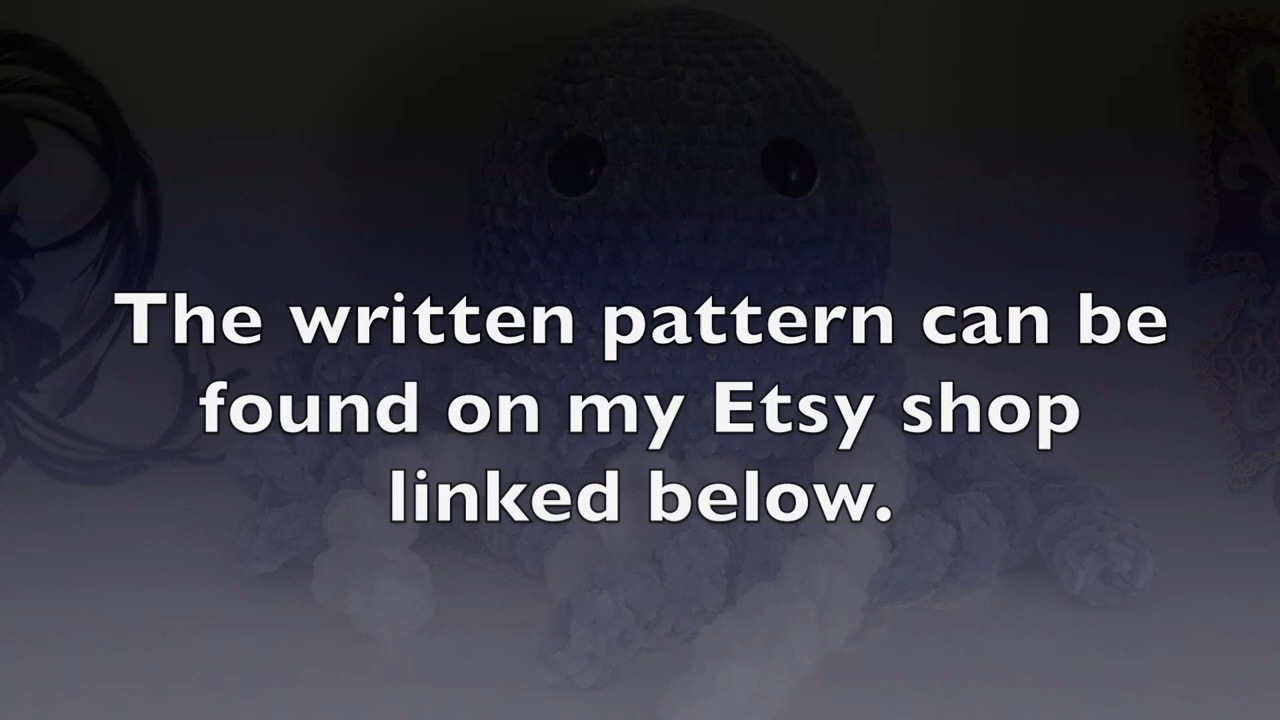 The written pattern can be
found on my Etsy shop
linked below.